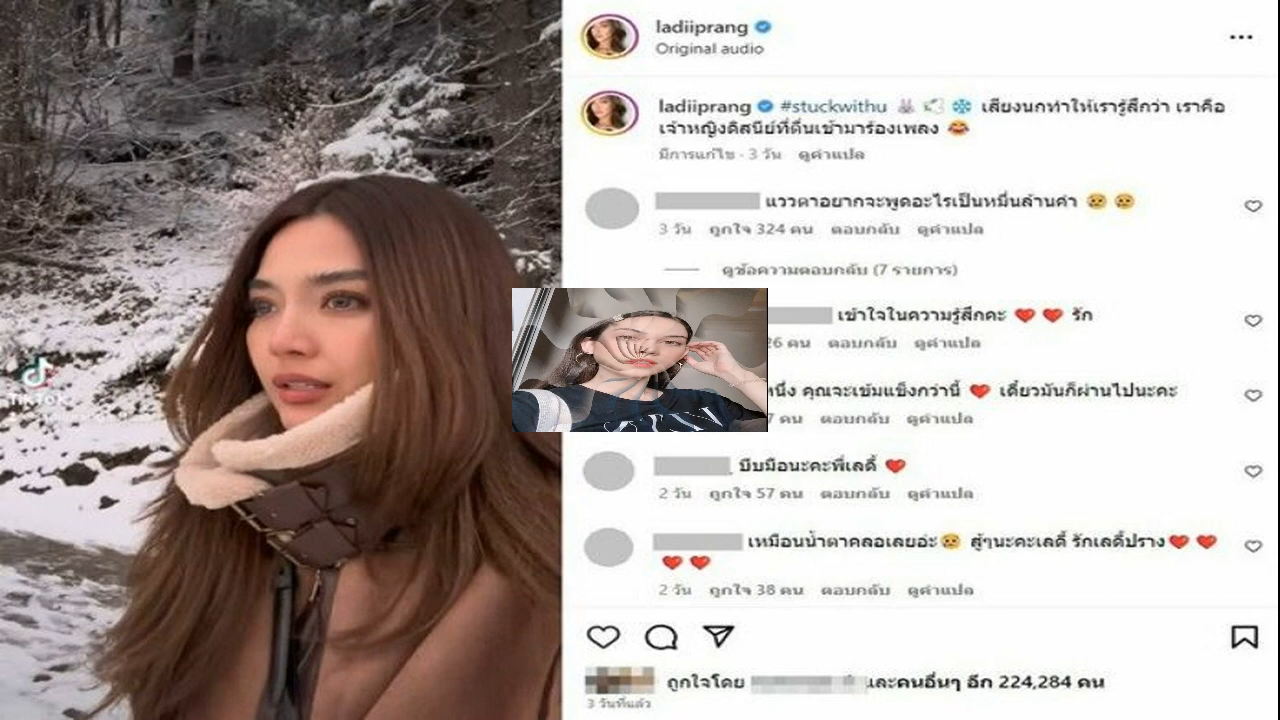 ladiiprang
Original audio
ladiiprang #stuckwithu 🐰 🕊️ ❄️ เสียงนกทำให้เรารู้สึกว่า เราคือ
เจ้าหญิงดิสนีย์ที่ตื่นเช้ามาร้องเพลง 😂
มีการแก้ไข · 3 วัน ดูคำแปล
แววตาอยากจะพูดอะไรเป็นหมื่นล้านคำ 🥺 🥺
3 วัน ถูกใจ 324 คน ตอบกลับ ดูคำแปล
ดูข้อความตอบกลับ (7 รายการ)
เข้าใจในความรู้สึกคะ ❤️ ❤️ รัก
26 คน ตอบกลับ ดูคำแปล
คุณจะเข้มแข็งกว่านี้ ❤️ เดี๋ยวมันก็ผ่านไปนะคะ
7 คน ตอบกลับ ดูคำแปล
บีบมือนะคะพี่เลดี้ ❤️
2 วัน ถูกใจ 57 คน ตอบกลับ ดูคำแปล
เหมือนน้ำตาคลอเลยอ่ะ🥺 สู้ๆนะคะเลดี้ รักเลดี้ปราง❤️ ❤️
❤️ ❤️
2 วัน ถูกใจ 38 คน ตอบกลับ ดูคำแปล
TikTok
ถูกใจโดย และคนอื่นๆ อีก 224,284 คน
3 วันที่แล้ว